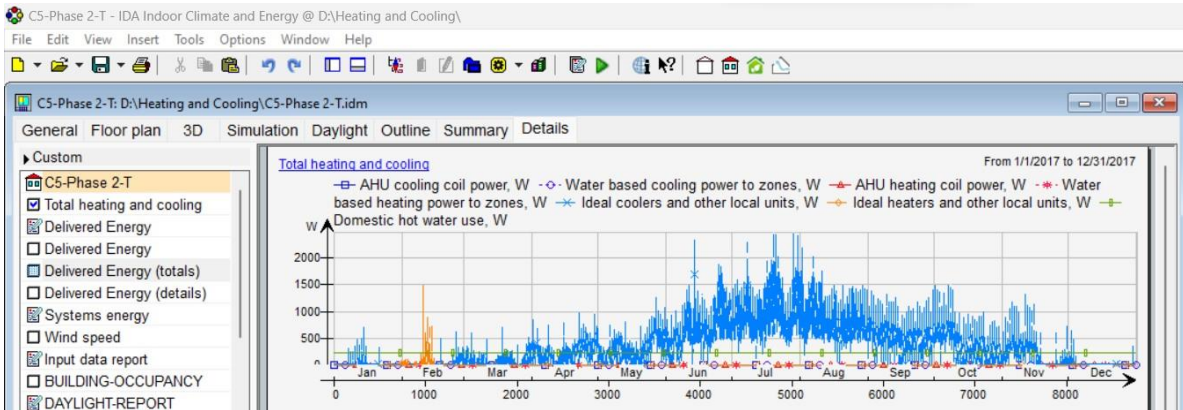 C5-Phase 2-T - IDA Indoor Climate and Energy @ D:\Heating and Cooling\
File Edit View Insert Tools Options Window Help
C5-Phase 2-T: D:\Heating and Cooling\C5-Phase 2-T.idm
General Floor plan 3D Simulation Daylight Outline Summary Details
Custom
C5-Phase 2-T
Total heating and cooling
Delivered Energy
Delivered Energy
Delivered Energy (totals)
Delivered Energy (details)
Systems energy
Wind speed
Input data report
BUILDING-OCCUPANCY
DAYLIGHT-REPORT
Total heating and cooling
From 1/1/2017 to 12/31/2017
AHU cooling coil power, W Water based cooling power to zones, W AHU heating coil power, W Water
based heating power to zones, W Ideal coolers and other local units, W Ideal heaters and other local units, W
Domestic hot water use, W
W
2000
1500
1000
500
0
Jan Feb Mar Apr May Jun Jul Aug Sep Oct Nov Dec
0 1000 2000 3000 4000 5000 6000 7000 8000